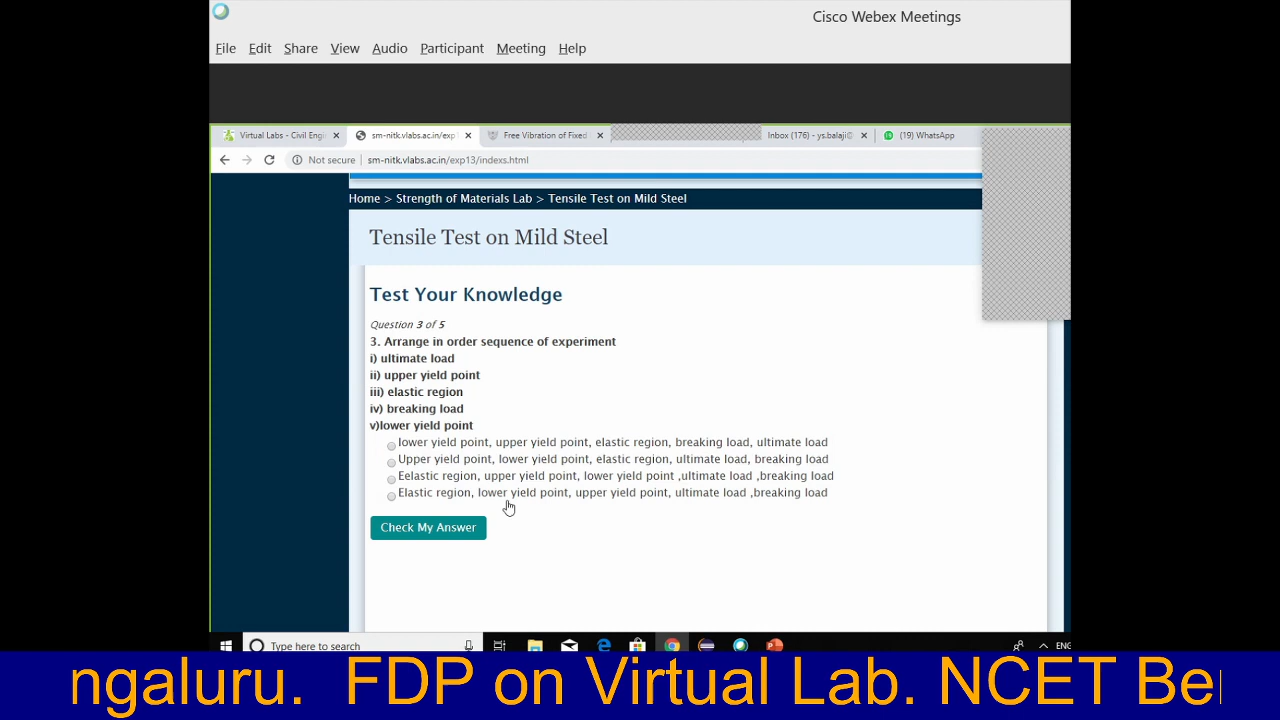 Cisco Webex Meetings
File Edit Share View Audio Participant Meeting Help
Virtual Labs - Civil Engi sm-nitk.vlabs.ac.in/exp1 Free Vibration of Fixed Inbox (176) - ys.balaji@ (19) WhatsApp
Not secure sm-nitk.vlabs.ac.in/exp13/indexs.html
Home > Strength of Materials Lab > Tensile Test on Mild Steel
Tensile Test on Mild Steel
Test Your Knowledge
Question 3 of 5
3. Arrange in order sequence of experiment
i) ultimate load
ii) upper yield point
iii) elastic region
iv) breaking load
v)lower yield point
lower yield point, upper yield point, elastic region, breaking load, ultimate load
Upper yield point, lower yield point, elastic region, ultimate load, breaking load
Eelastic region, upper yield point, lower yield point ,ultimate load ,breaking load
Elastic region, lower yield point, upper yield point, ultimate load ,breaking load
Check My Answer
Type here to search ENG
ngaluru. FDP on Virtual Lab. NCET Be